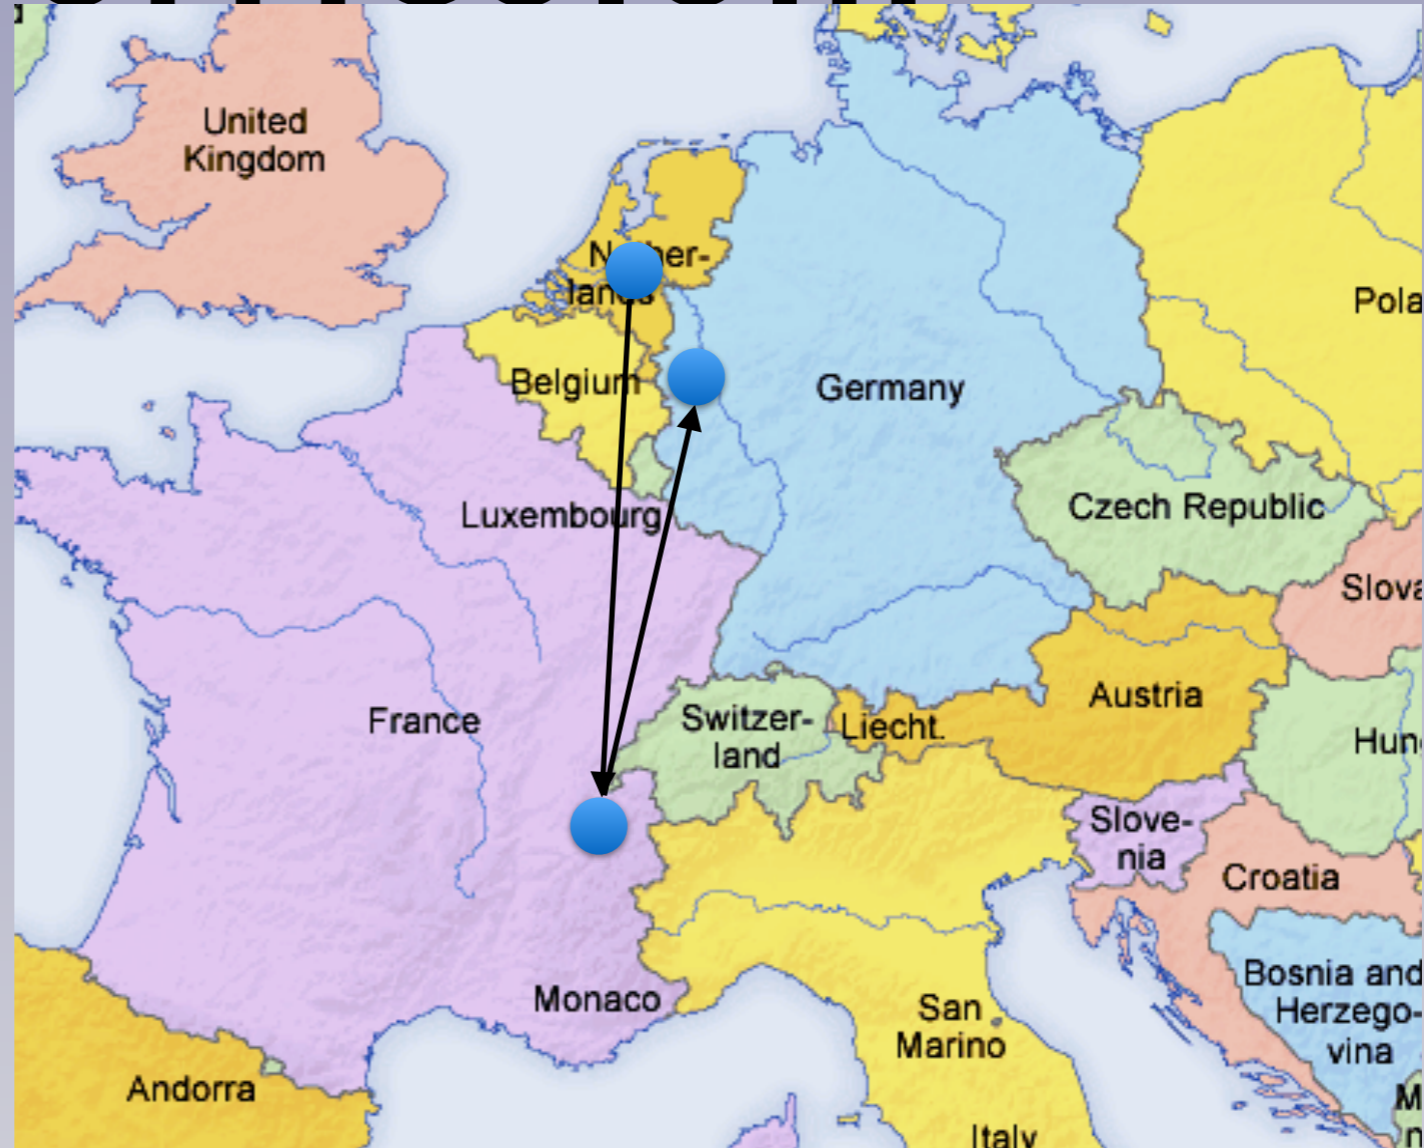 United
Kingdom
Nether-
lands
Pola
Belgium
Germany
Luxembourg
Czech Republic
Slova
France
Switzer-
land
Liecht.
Austria
Hun
Slove-
nia
Croatia
Monaco
San
Marino
Bosnia and
Herzego-
vina
Andorra
M
Italy